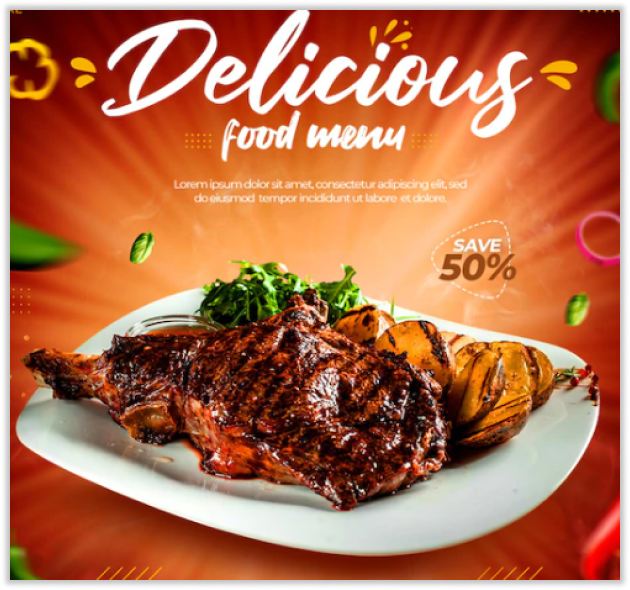 Delicious
food menu
Lorem ipsum dolor sit amet, consectetur adipiscing elit, sed
do eiusmod tempor incididunt ut labore et dolore.
SAVE
50%